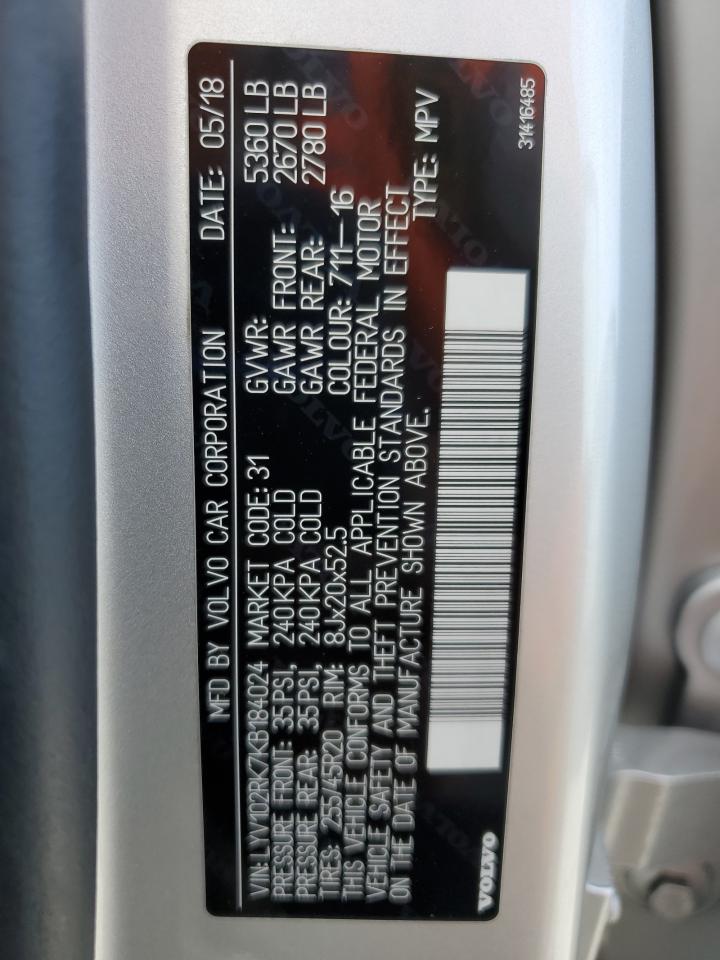 MFD BY VOLVO CAR CORPORATION DATE: 05/18
VIN: LYV102RK7KB184024 MARKET CODE: 31 GVWR: 5360 LB
PRESSURE FRONT: 35PSI, 240 KPA COLD GAWR FRONT: 2670 LB
PRESSURE REAR: 35PSI, 240 KPA COLD GAWR REAR: 2780 LB
TIRES: 255/45R20 RIM: 8Jx20x52.5 COLOUR: 711—16
THIS VEHICLE CONFORMS TO ALL APPLICABLE FEDERAL MOTOR
VEHICLE SAFETY AND THEFT PREVENTION STANDARDS IN EFFECT
ON THE DATE OF MANUFACTURE SHOWN ABOVE. TYPE: MPV
VOLVO 31416485